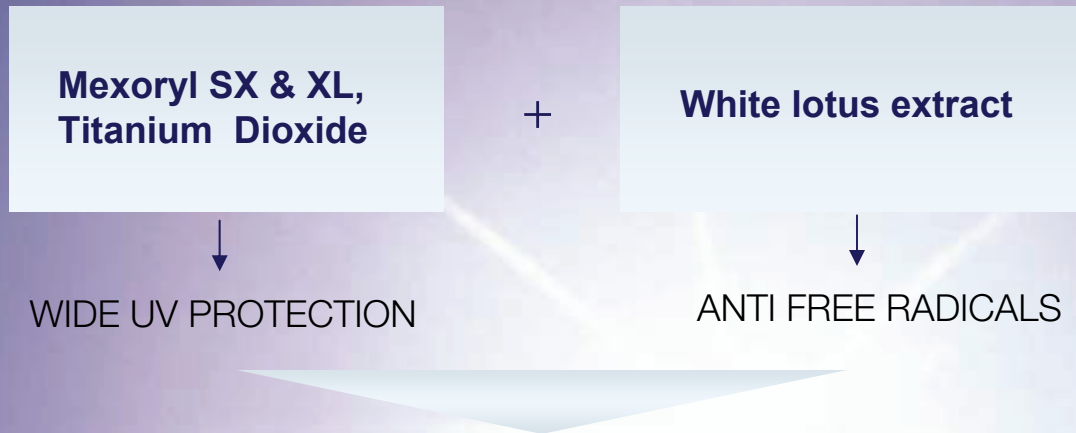 Mexoryl SX & XL,
Titanium Dioxide
+
White lotus extract
WIDE UV PROTECTION
ANTI FREE RADICALS